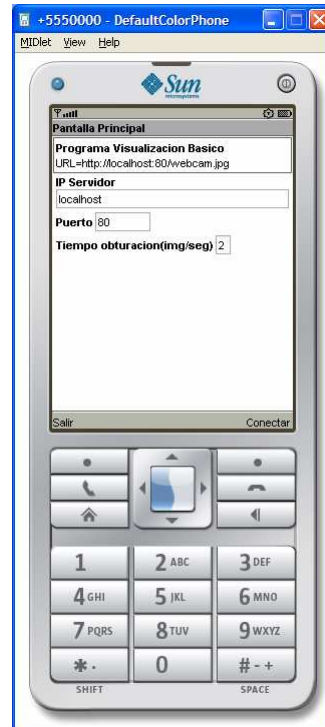 +5550000 - DefaultColorPhone
MIDlet View Help
Sun
microsystems
Pantalla Principal
Programa Visualizacion Basico
URL=http://localhost:80/webcam.jpg
IP Servidor
localhost
Puerto 80
Tiempo obturacion(img/seg) 2
Salir Conectar
1 2 ABC 3 DEF
4 GHI 5 JKL 6 MNO
7 PQRS 8 TUV 9 WXYZ
* . 0 # - +
SHIFT SPACE